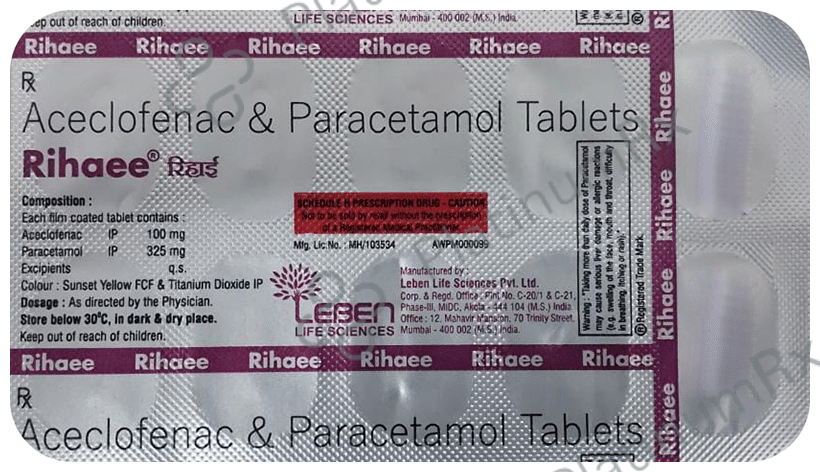 ep out of reach of children.
LIFE SCIENCES Mumbai - 400 002 (M.S.) India.
Rihaee Rihaee Rihaee Rihaee Rihaee Rihaee
Rx
Aceclofenac & Paracetamol Tablets
Rihaee® रिहाई
Composition :
Each film coated tablet contains :
Aceclofenac IP 100 mg
Paracetamol IP 325 mg
Excipients q.s.
Colour : Sunset Yellow FCF & Titanium Dioxide IP
Dosage : As directed by the Physician.
Store below 30°C, in dark & dry place.
Keep out of reach of children.
SCHEDULE H PRESCRIPTION DRUG - CAUTION
Not to be sold by retail without the prescription
of a Registered Medical Practitioner.
Mfg. Lic. No. : MH/103534 AWPM000099
LEBEN
LIFE SCIENCES
Manufactured by :
Leben Life Sciences Pvt. Ltd.
Corp. & Regd. Office : Plot No. C-20/1 & C-21,
Phase-III, MIDC, Akola - 444 104 (M.S.) India
Office : 12, Mahavir Mansion, 70 Trinity Street,
Mumbai - 400 002 (M.S.) India.
Warning : "Taking more than daily dose of Paracetamol
may cause serious liver damage or allergic reactions
(e.g. swelling of the face, mouth and throat, difficulty
in breathing, itching or rash)."
® Registered Trade Mark.
Rihaee Rihaee Rihaee Rihaee Rihaee Rihaee
Rx
Aceclofenac & Paracetamol Tablets
Ri
Rihaee
Rihaee
Rihaee
Rihaee
Rihaee
PlatinumRx
PlatinumRx